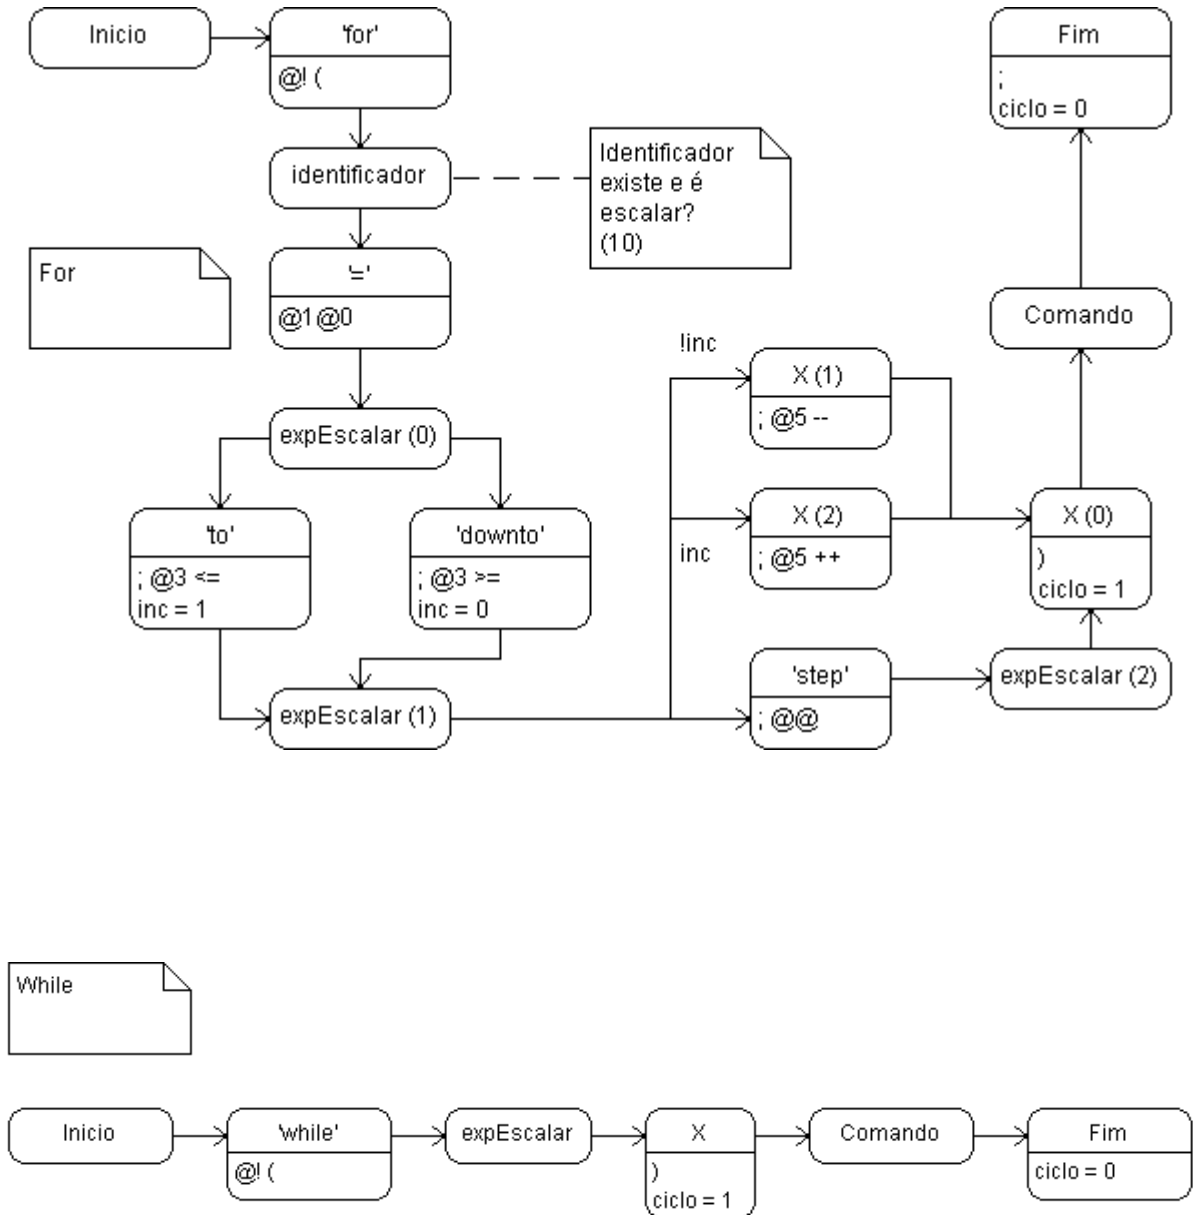 Inicio
'for'
@! (
identificador
Identificador
existe e é
escalar?
(10)
For
'='
@1@0
expEscalar (0)
'to'
; @3 <=
inc = 1
'downto'
; @3 >=
inc = 0
expEscalar (1)
!inc
X (1)
; @5 --
inc
X (2)
; @5 ++
'step'
; @@
expEscalar (2)
X (0)
)
ciclo = 1
Comando
Fim
;
ciclo = 0
While
Inicio
'while'
@! (
expEscalar
X
)
ciclo = 1
Comando
Fim
ciclo = 0